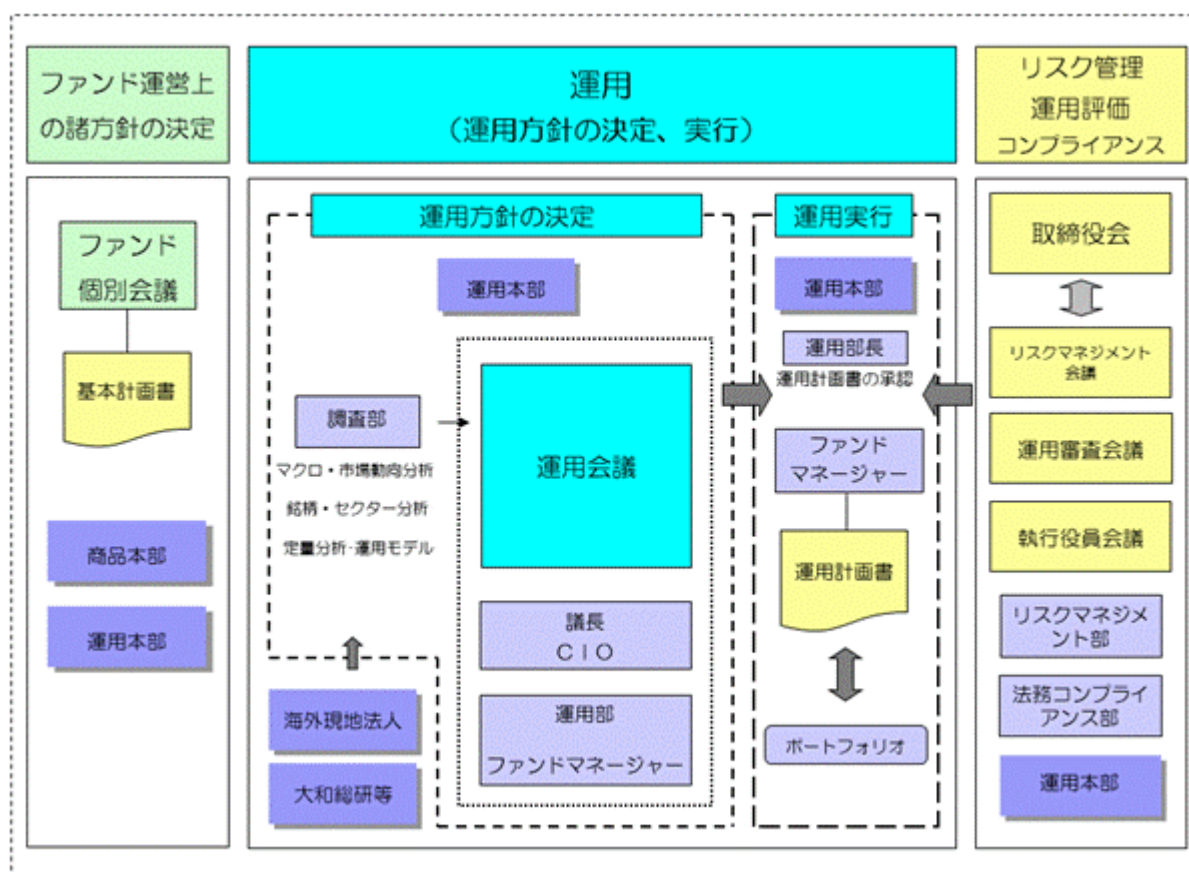 ファンド運営上
の諸方針の決定
運用
（運用方針の決定、実行）
リスク管理
運用評価
コンプライアンス
ファンド
個別会議
基本計画書
商品本部
運用本部
運用方針の決定
運用本部
調査部
マクロ・市場動向分析
銘柄・セクター分析
定量分析・運用モデル
海外現地法人
大和総研等
運用会議
議長
ＣＩＯ
運用部
ファンドマネージャー
運用実行
運用本部
運用部長
運用計画書の承認
ファンド
マネージャー
運用計画書
ポートフォリオ
取締役会
リスクマネジメント
会議
運用審査会議
執行役員会議
リスクマネジメ
ント部
法務コンプライ
アンス部
運用本部